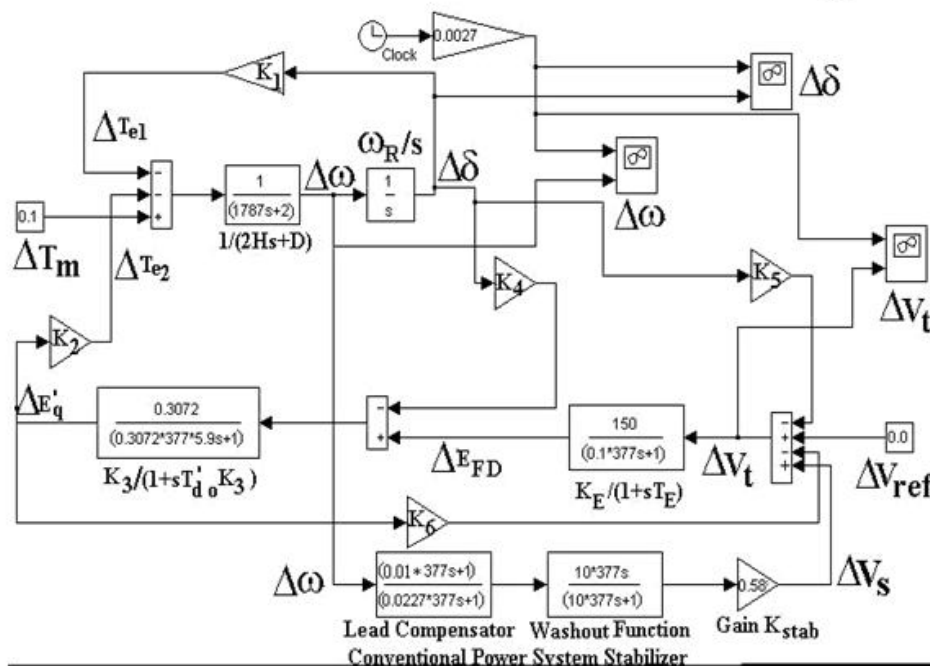 0.0027
Clock
K1
Δδ
ΔTe1
ωR/s
Δω
Δδ
-
-
+
1
(1787s+2)
1
s
Δω
0.1
1/(2Hs+D)
ΔTm
ΔTe2
K4
K5
ΔVt
K2
ΔE'q
0.3072
(0.3072*377*5.9s+1)
K3/(1+sT'doK3)
-
+
ΔEFD
150
(0.1*377s+1)
KE/(1+sTE)
ΔVt
-
+
-
+
0.0
ΔVref
K6
Δω
(0.01*377s+1)
(0.0227*377s+1)
10*377s
(10*377s+1)
0.58
ΔVs
Lead Compensator
Washout Function
Gain Kstab
Conventional Power System Stabilizer